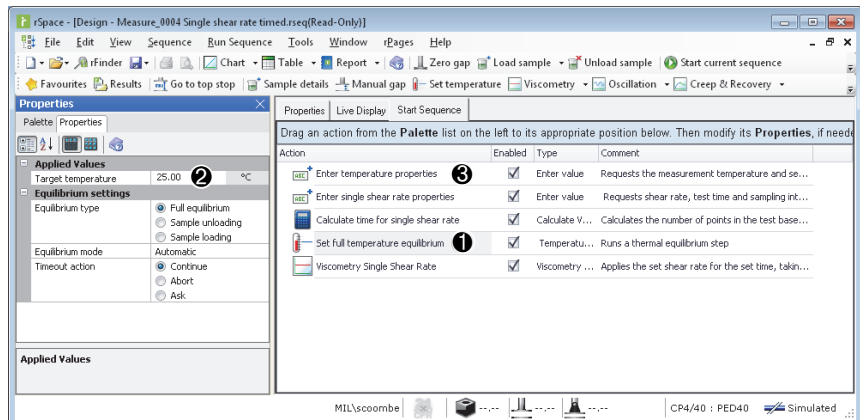 rSpace - [Design - Measure_0004 Single shear rate timed.rseq(Read-Only)]
File Edit View Sequence Run Sequence Tools Window rPages Help
rFinder Chart Table Report Zero gap Load sample Unload sample Start current sequence
Favourites Results Go to top stop Sample details Manual gap Set temperature Viscometry Oscillation Creep & Recovery
Properties
Palette Properties
Applied Values
Target temperature 25.00 2 °C
Equilibrium settings
Equilibrium type Full equilibrium
Sample unloading
Sample loading
Equilibrium mode Automatic
Timeout action Continue
Abort
Ask
Applied Values
Properties Live Display Start Sequence
Drag an action from the Palette list on the left to its appropriate position below. Then modify its Properties, if neede
Action Enabled Type Comment
ABC Enter temperature properties 3 Enter value Requests the measurement temperature and se...
ABC Enter single shear rate properties Enter value Requests shear rate, test time and sampling int...
Calculate time for single shear rate Calculate V... Calculates the number of points in the test base...
Set full temperature equilibrium 1 Temperatu... Runs a thermal equilibrium step
Viscometry Single Shear Rate Viscometry ... Applies the set shear rate for the set time, takin...
MIL\scoombe --,-- --,-- --,-- CP4/40 : PED40 Simulated